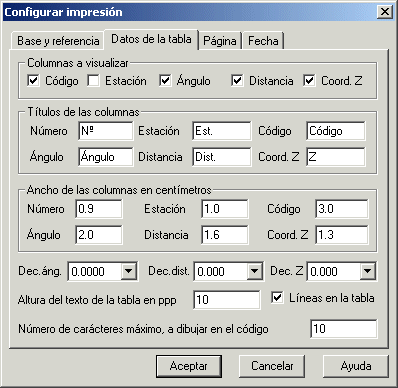 Configurar impresión
Base y referencia Datos de la tabla Página Fecha
Columnas a visualizar
Código Estación Ángulo Distancia Coord. Z
Títulos de las columnas
Número Nº Estación Est. Código Código
Ángulo Ángulo Distancia Dist. Coord. Z Z
Ancho de las columnas en centímetros
Número 0.9 Estación 1.0 Código 3.0
Ángulo 2.0 Distancia 1.6 Coord. Z 1.3
Dec.áng. 0.0000 Dec.dist. 0.000 Dec. Z 0.000
Altura del texto de la tabla en ppp 10 Líneas en la tabla
Número de carácteres máximo, a dibujar en el código 10
Aceptar Cancelar Ayuda